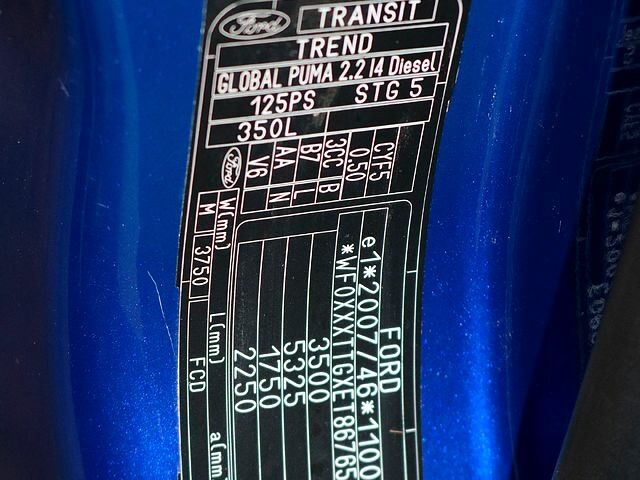 Ford TRANSIT
TREND
GLOBAL PUMA 2.2 I4 Diesel
125PS STG 5
350L
Ford
CYF5
0.50
3CC B
B7 L
AA N
V6
FORD
e1*2007/46*1100
*WF0XXXTTGXET86765
3500
5325
1750
2250
W(mm) L(mm) a(mm
M 3750 FCD